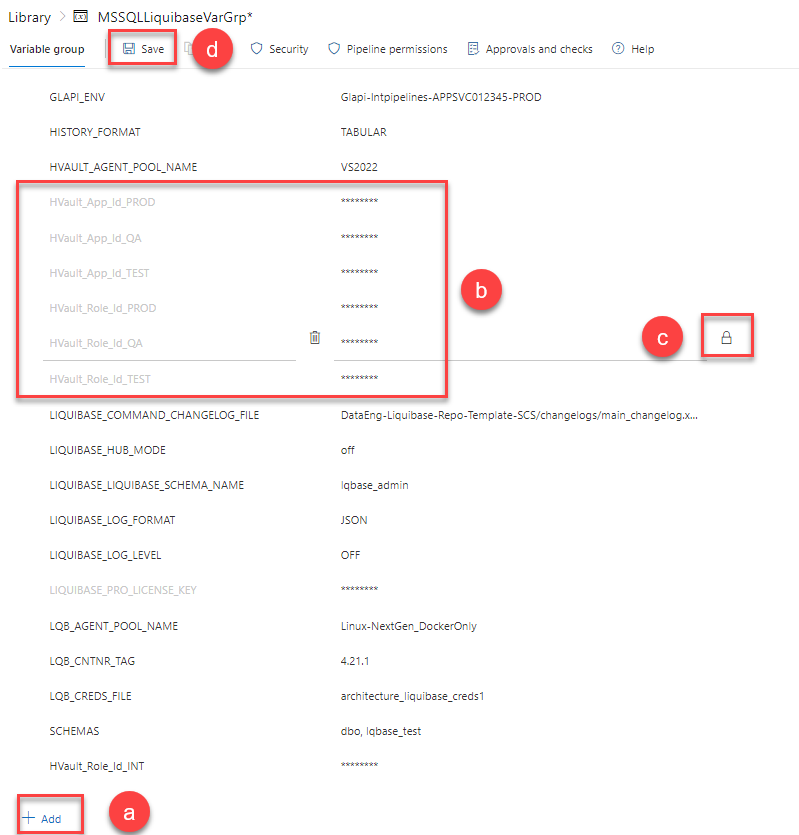 Library > MSSQLLiquibaseVarGrp*
Variable group Save d Security Pipeline permissions Approvals and checks Help
GLAPI_ENV Glapi-Intpipelines-APPSVC012345-PROD
HISTORY_FORMAT TABULAR
HVAULT_AGENT_POOL_NAME VS2022
HVault_App_Id_PROD ********
HVault_App_Id_QA ********
HVault_App_Id_TEST ********
b
HVault_Role_Id_PROD ********
HVault_Role_Id_QA ******** c
HVault_Role_Id_TEST ********
LIQUIBASE_COMMAND_CHANGELOG_FILE DataEng-Liquibase-Repo-Template-SCS/changelogs/main_changelog.x...
LIQUIBASE_HUB_MODE off
LIQUIBASE_LIQUIBASE_SCHEMA_NAME lqbase_admin
LIQUIBASE_LOG_FORMAT JSON
LIQUIBASE_LOG_LEVEL OFF
LIQUIBASE_PRO_LICENSE_KEY ********
LQB_AGENT_POOL_NAME Linux-NextGen_DockerOnly
LQB_CNTNR_TAG 4.21.1
LQB_CREDS_FILE architecture_liquibase_creds1
SCHEMAS dbo, lqbase_test
HVault_Role_Id_INT ********
+ Add a